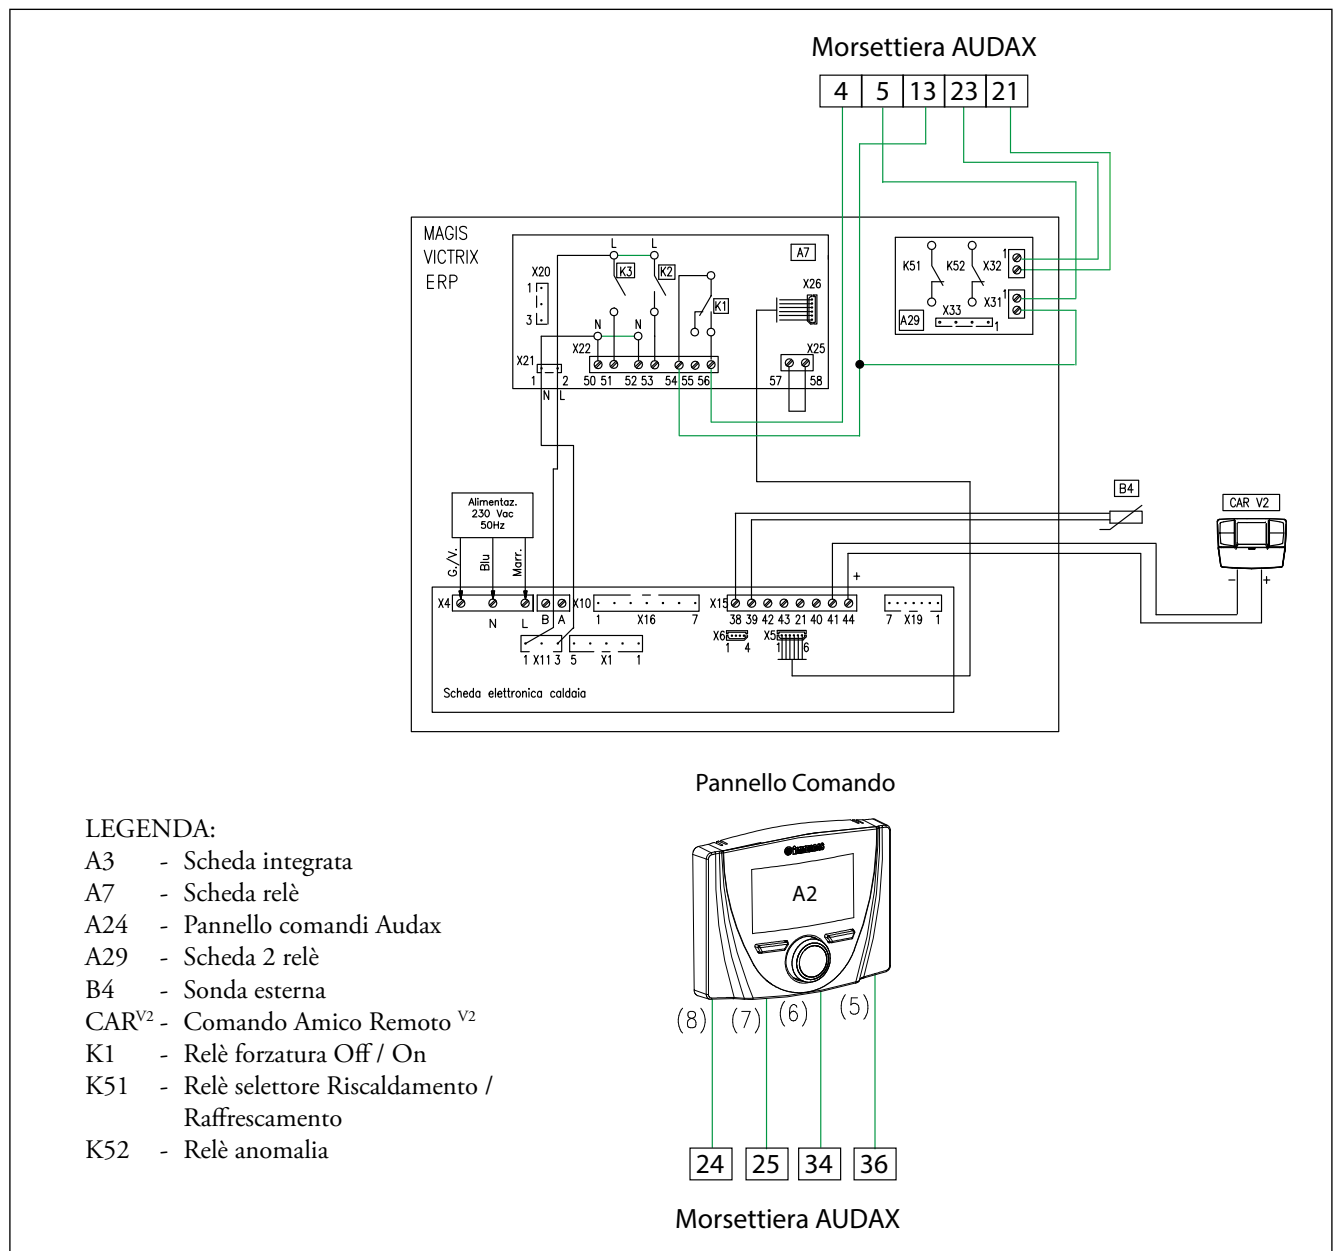 Morsettiera AUDAX
4 5 13 23 21
MAGIS
VICTRIX
ERP
A7
X20
1
3
L L
K3 K2
K1
X26
N N
X22
X21
1 2
50 51 52 53 54 55 56
N L
X25
57 58
K51 K52 X32
1
X31
1
A29
X33
1
Alimentaz.
230 Vac
50Hz
G./V.
Blu
Marr.
B4
CAR V2
- +
+
X4
N L
B A
X10
1 X16 7
X15
38 39 42 43 21 40 41 44
7 X19 1
X6
1 4
X5
1 6
1 X11 3
5 X1 1
Scheda elettronica caldaia
Pannello Comando
A2
(8) (7) (6) (5)
24 25 34 36
Morsettiera AUDAX
LEGENDA:
A3 - Scheda integrata
A7 - Scheda relè
A24 - Pannello comandi Audax
A29 - Scheda 2 relè
B4 - Sonda esterna
CARV2 - Comando Amico Remoto V2
K1 - Relè forzatura Off / On
K51 - Relè selettore Riscaldamento /
Raffrescamento
K52 - Relè anomalia